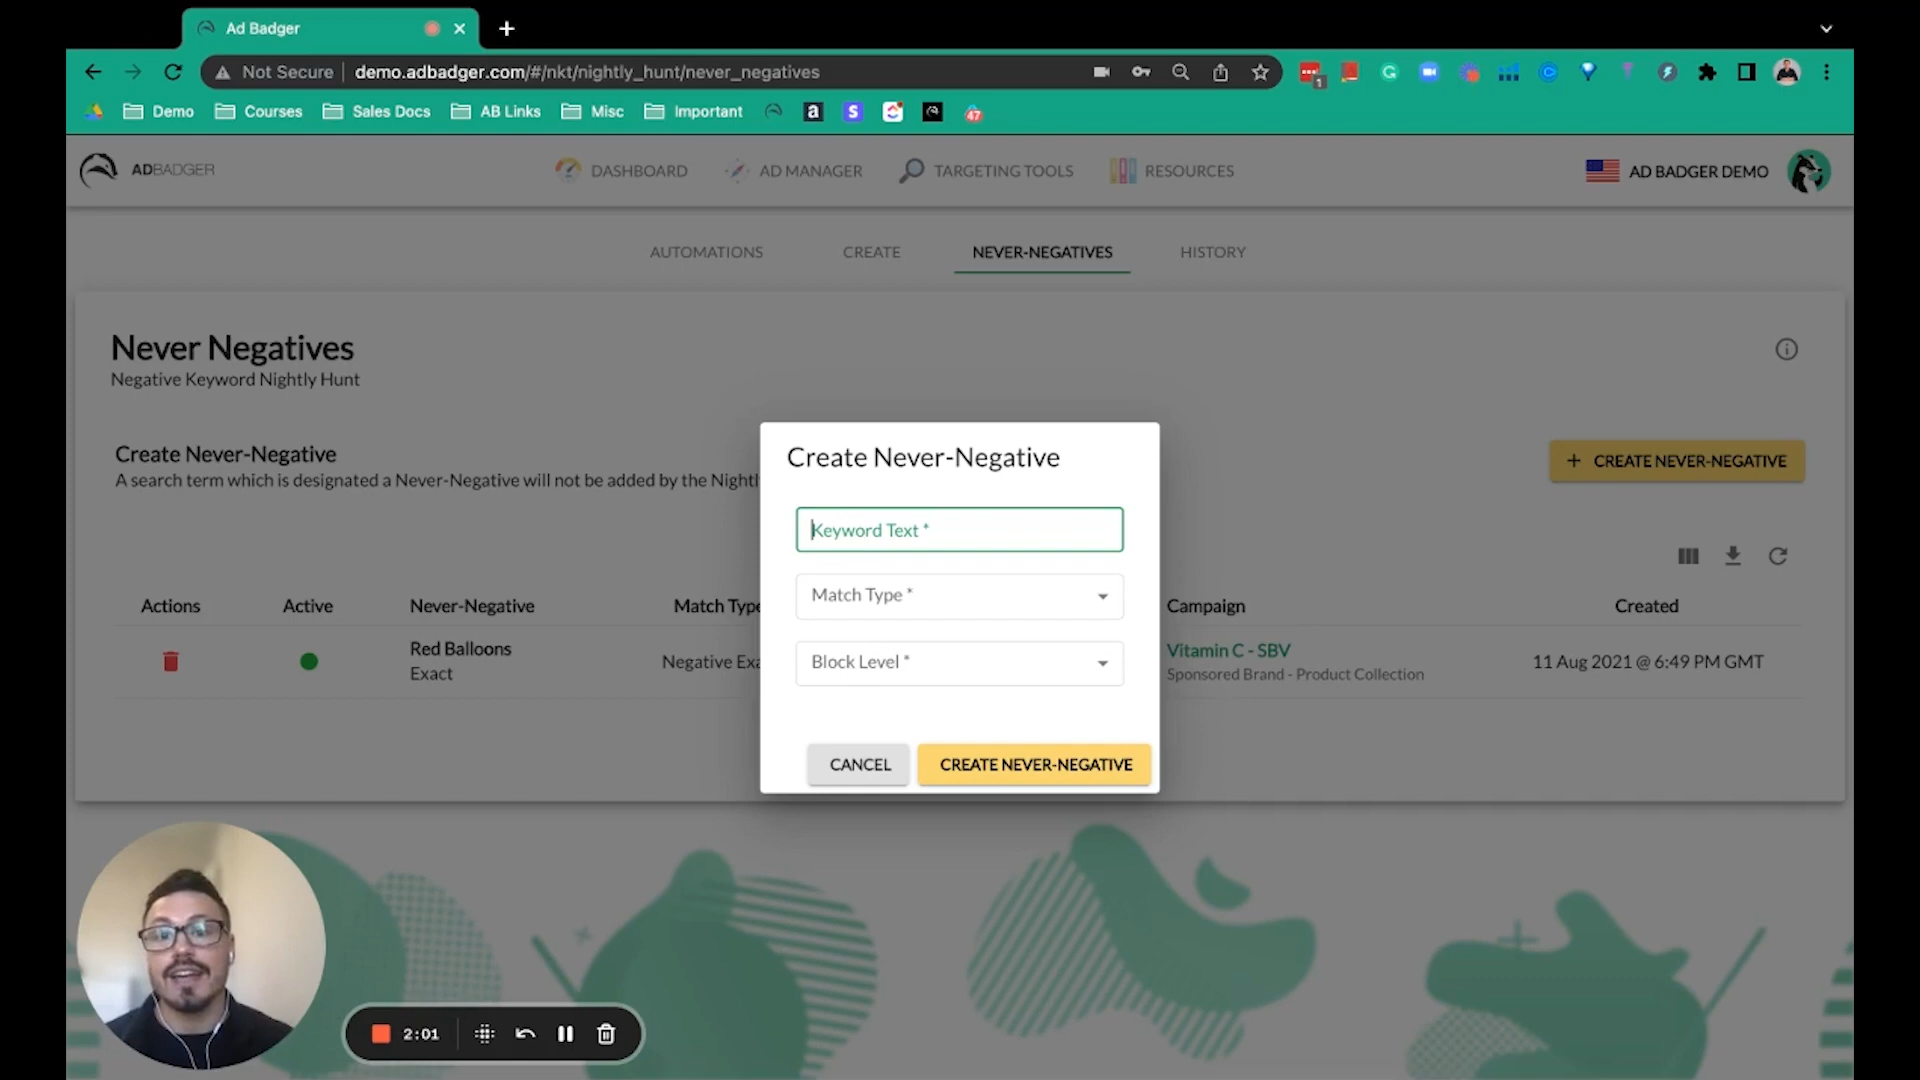 Ad Badger
Not Secure
demo.adbadger.com/#/nkt/nightly_hunt/never_negatives
1
Demo
Courses
Sales Docs
AB Links
Misc
Important
a
S
47
ADBADGER
DASHBOARD
AD MANAGER
TARGETING TOOLS
RESOURCES
AD BADGER DEMO
AUTOMATIONS
CREATE
NEVER-NEGATIVES
HISTORY
Never Negatives
Negative Keyword Nightly Hunt
Create Never-Negative
A search term which is designated a Never-Negative will not be added by the Nightl
+ CREATE NEVER-NEGATIVE
Create Never-Negative
Keyword Text *
Match Type *
Block Level *
CANCEL
CREATE NEVER-NEGATIVE
Actions
Active
Never-Negative
Match Type
Campaign
Created
Red Balloons
Exact
Negative Exa
Vitamin C - SBV
Sponsored Brand - Product Collection
11 Aug 2021 @ 6:49 PM GMT
2:01